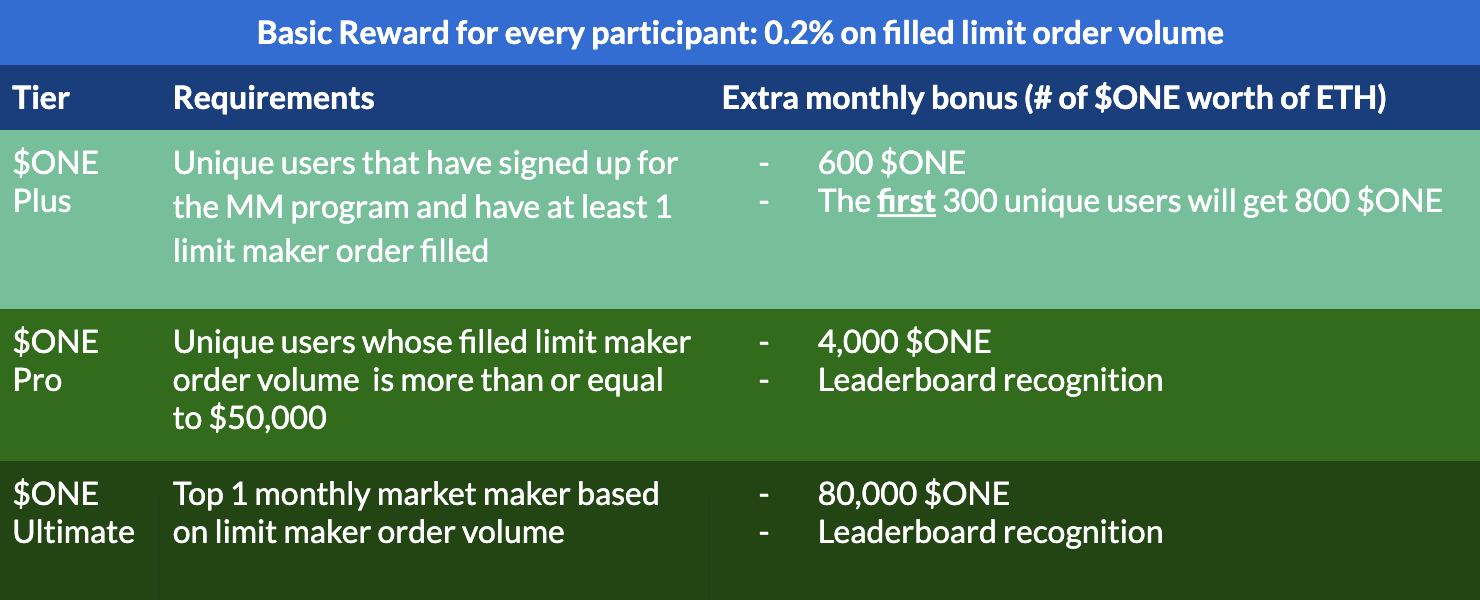 Basic Reward for every participant: 0.2% on filled limit order volume
Tier
Requirements
Extra monthly bonus (# of $ONE worth of ETH)
$ONE
Plus
Unique users that have signed up for
the MM program and have at least 1
limit maker order filled
- 600 $ONE
- The first 300 unique users will get 800 $ONE
$ONE
Pro
Unique users whose filled limit maker
order volume is more than or equal
to $50,000
- 4,000 $ONE
- Leaderboard recognition
$ONE
Ultimate
Top 1 monthly market maker based
on limit maker order volume
- 80,000 $ONE
- Leaderboard recognition